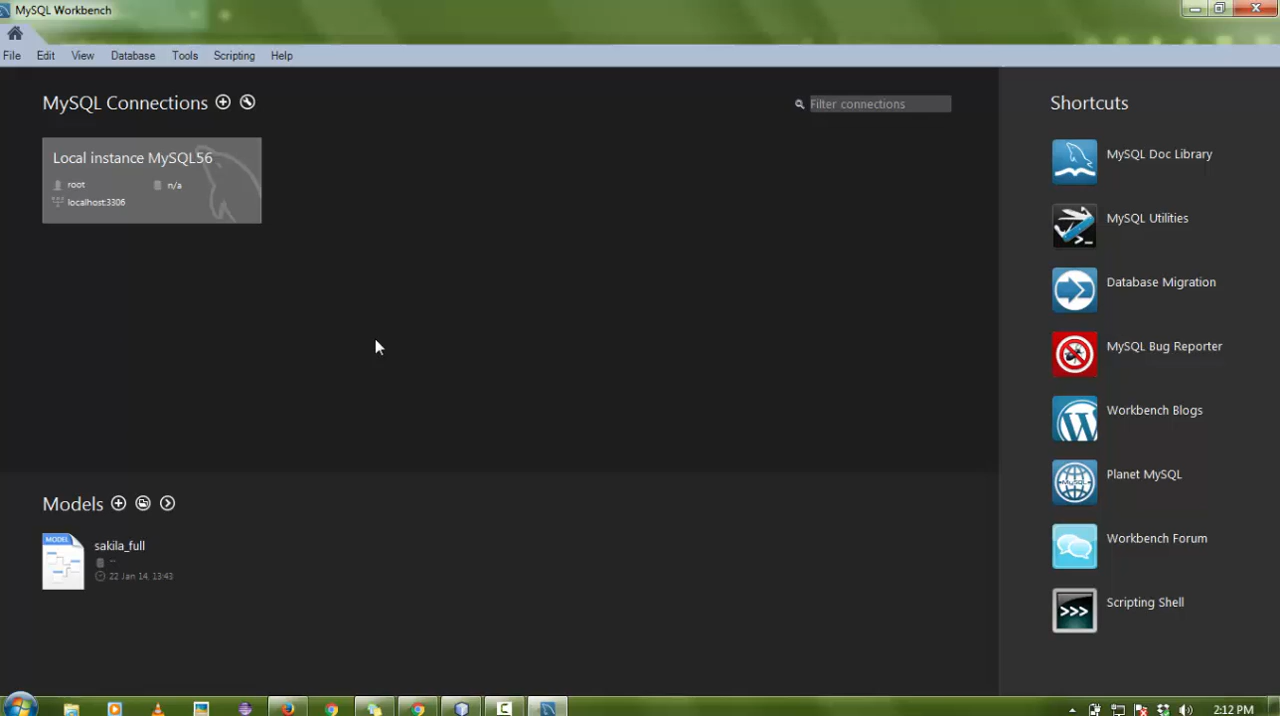 MySQL Workbench
File Edit View Database Tools Scripting Help
MySQL Connections
Filter connections
Local instance MySQL56
root n/a
localhost:3306
Shortcuts
MySQL Doc Library
MySQL Utilities
Database Migration
MySQL Bug Reporter
Workbench Blogs
Planet MySQL
Workbench Forum
Scripting Shell
Models
MODEL
sakila_full
--
22 Jan 14, 13:43
2:12 PM